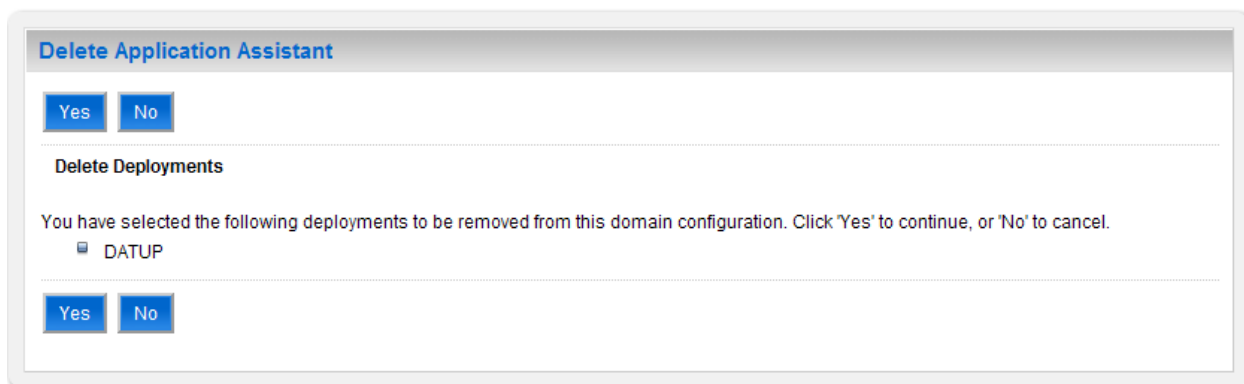 Delete Application Assistant
Yes No
Delete Deployments
You have selected the following deployments to be removed from this domain configuration. Click 'Yes' to continue, or 'No' to cancel.
DATUP
Yes No